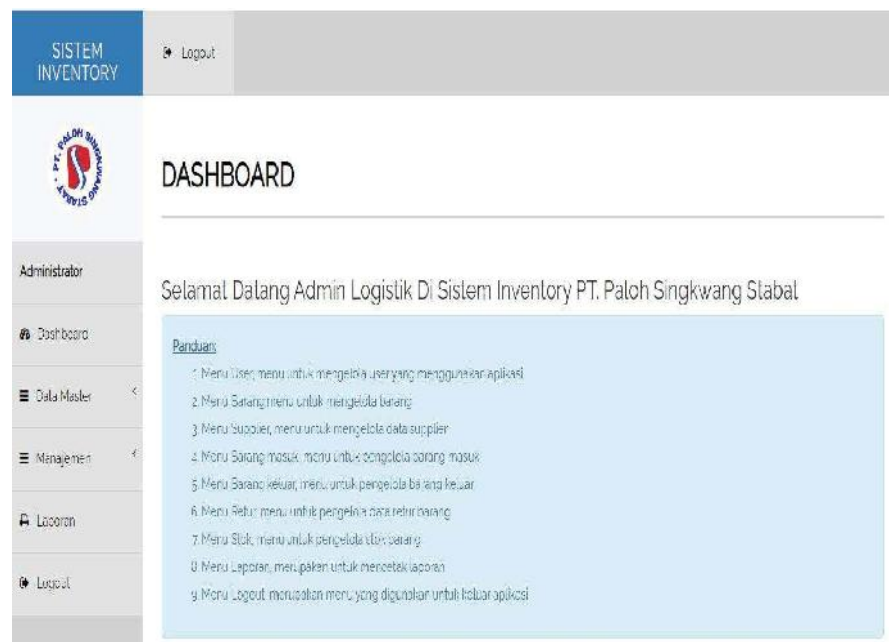 SISTEM
INVENTORY
Logout
PT. PALOH SINGKWANG STABAT
DASHBOARD
Administrator
Selamat Datang Admin Logistik Di Sistem Inventory PT. Paloh Singkwang Stabat
Dashboard
Panduan:
1. Menu User, menu untuk mengelola user yang menggunakan aplikasi
Data Master
2. Menu Barang menu untuk mengelola barang
3. Menu Supplier, menu untuk mengelola data supplier
Manajemen
4. Menu Barang masuk, menu untuk pengelola barang masuk
5. Menu Barang keluar, menu untuk pengelola barang keluar
Laporan
6. Menu Retur, menu untuk pengelola data retur barang
7. Menu Stok, menu untuk pengelola stok barang
8. Menu Laporan, merupakan untuk mencetak laporan
Logout
9. Menu Logout, merupakan menu yang digunakan untuk keluar aplikasi